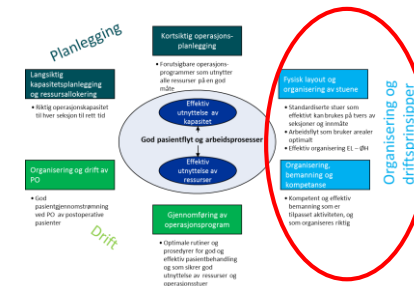 Planlegging
Kortsiktig operasjons-
planlegging
• Forutsigbare operasjons-
programmer som utnytter
alle ressurser på en god
måte
Langsiktig
kapasitetsplanlegging
og ressursallokering
• Riktig operasjonskapasitet
til hver seksjon til rett tid
Effektiv
utnyttelse av
kapasitet
God pasientflyt og arbeidsprosesser
Effektiv
utnyttelse av
ressurser
Fysisk layout og
organisering av stuene
• Standardiserte stuer som
effektivt kan brukes på tvers av
seksjoner og innmåte
• Arbeidsflyt som bruker arealer
optimalt
• Effektiv organisering EL – ØH
Organisering,
bemanning og
kompetanse
• Kompetent og effektiv
bemanning som er
tilpasset aktiviteten, og
som organiseres riktig
Organisering og
driftsprinsipper
Organisering og drift av
PO
• God
pasientgjennomstrømning
ved PO av postoperative
pasienter
Drift
Gjennomføring av
operasjonsprogram
• Optimale rutiner og
prosedyrer for god og
effektiv pasientbehandling
og som sikrer god
utnyttelse av ressurser og
operasjonsstuer